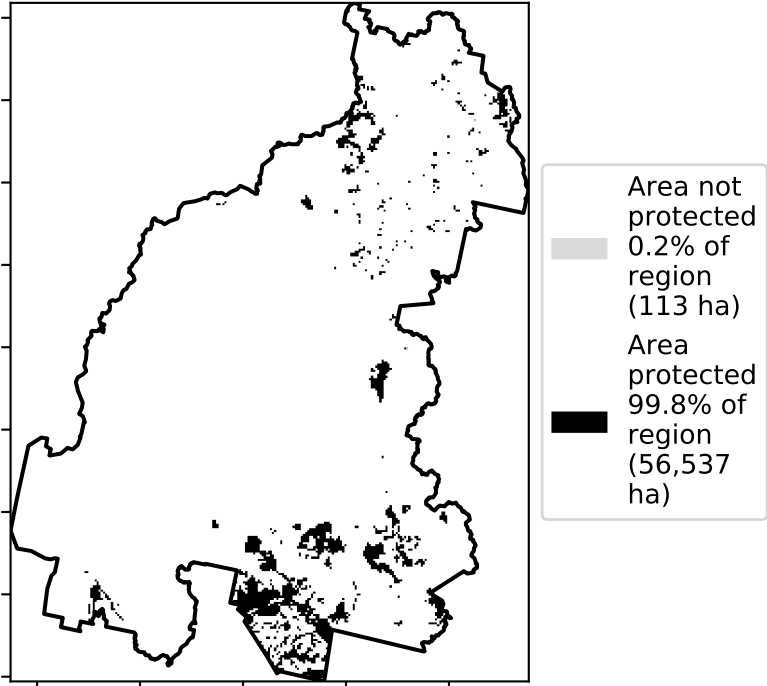 Area not
protected
0.2% of
region
(113 ha)
Area
protected
99.8% of
region
(56,537
ha)